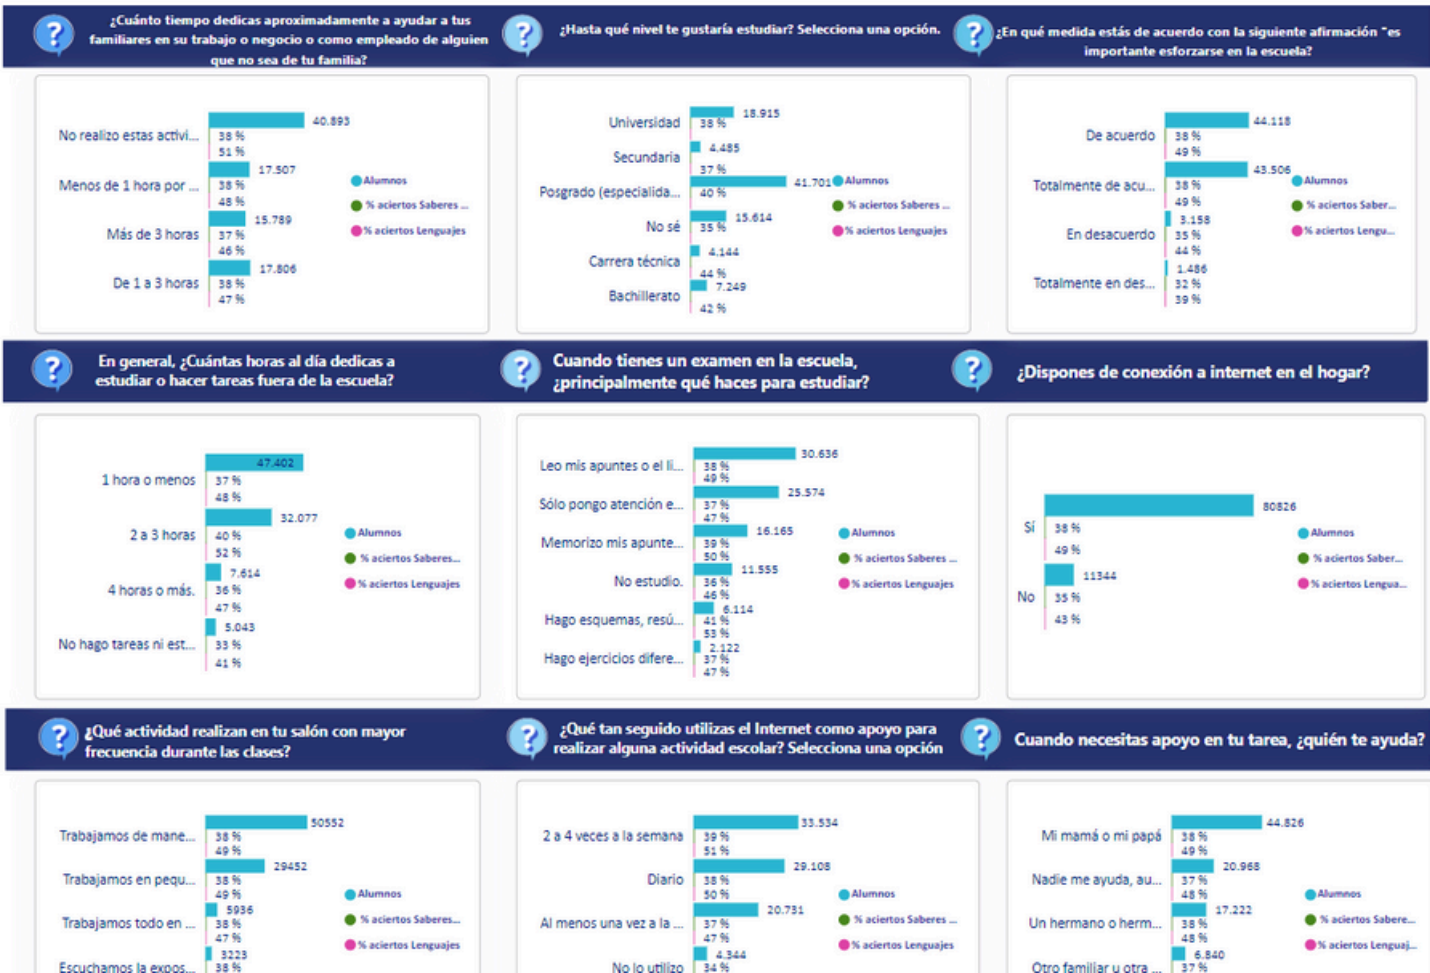 ¿Cuánto tiempo dedicas aproximadamente a ayudar a tus
familiares en su trabajo o negocio o como empleado de alguien
que no sea de tu familia?
No realizo estas activi...
40.893
38 %
51 %
Menos de 1 hora por ...
17.507
38 %
48 %
Más de 3 horas
15.789
37 %
46 %
De 1 a 3 horas
17.806
38 %
47 %
Alumnos
% aciertos Saberes ...
% aciertos Lenguajes
¿Hasta qué nivel te gustaría estudiar? Selecciona una opción.
Universidad
18.915
38 %
Secundaria
4.485
37 %
Posgrado (especialida...
41.701
40 %
No sé
15.614
35 %
Carrera técnica
4.144
44 %
Bachillerato
7.249
42 %
Alumnos
% aciertos Saberes ...
% aciertos Lenguajes
¿En qué medida estás de acuerdo con la siguiente afirmación "es
importante esforzarse en la escuela?
De acuerdo
44.118
38 %
49 %
Totalmente de acu...
43.506
38 %
49 %
En desacuerdo
3.158
35 %
44 %
Totalmente en des...
1.486
32 %
39 %
Alumnos
% aciertos Saber...
% aciertos Lengu...
En general, ¿Cuántas horas al día dedicas a
estudiar o hacer tareas fuera de la escuela?
1 hora o menos
47.402
37 %
48 %
2 a 3 horas
32.077
40 %
52 %
4 horas o más.
7.614
36 %
47 %
No hago tareas ni est...
5.043
33 %
41 %
Alumnos
% aciertos Saberes...
% aciertos Lenguajes
Cuando tienes un examen en la escuela,
¿principalmente qué haces para estudiar?
Leo mis apuntes o el li...
30.636
38 %
49 %
Sólo pongo atención e...
25.574
37 %
47 %
Memorizo mis apunte...
16.165
39 %
50 %
No estudio.
11.555
36 %
46 %
Hago esquemas, resú...
6.114
41 %
53 %
Hago ejercicios difere...
2.122
37 %
47 %
Alumnos
% aciertos Saberes ...
% aciertos Lenguajes
¿Dispones de conexión a internet en el hogar?
Sí
80826
38 %
49 %
No
11344
35 %
43 %
Alumnos
% aciertos Saber...
% aciertos Lengua...
¿Qué actividad realizan en tu salón con mayor
frecuencia durante las clases?
Trabajamos de mane...
50552
38 %
49 %
Trabajamos en pequ...
29452
38 %
49 %
Trabajamos todo en ...
5936
38 %
47 %
Escuchamos la expos...
3223
38 %
Alumnos
% aciertos Saberes...
% aciertos Lenguajes
¿Qué tan seguido utilizas el Internet como apoyo para
realizar alguna actividad escolar? Selecciona una opción
2 a 4 veces a la semana
33.534
39 %
51 %
Diario
29.108
38 %
50 %
Al menos una vez a la ...
20.731
37 %
47 %
No lo utilizo
4.344
34 %
Alumnos
% aciertos Saberes ...
% aciertos Lenguajes
Cuando necesitas apoyo en tu tarea, ¿quién te ayuda?
Mi mamá o mi papá
44.826
38 %
49 %
Nadie me ayuda, au...
20.968
37 %
48 %
Un hermano o herm...
17.222
38 %
48 %
Otro familiar u otra ...
6.840
37 %
Alumnos
% aciertos Sabere...
% aciertos Lenguaj...